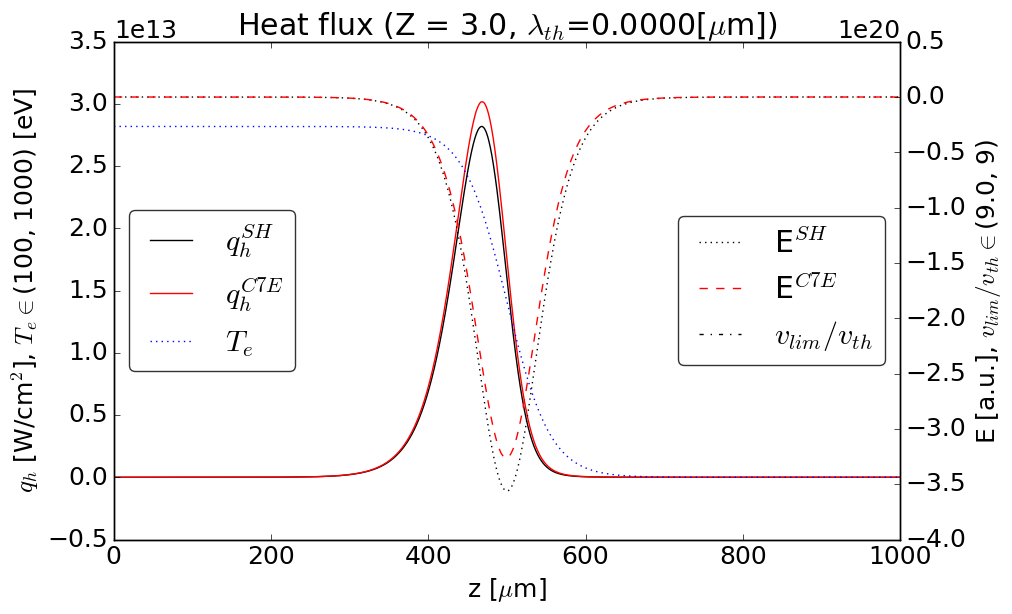 Heat flux (Z = 3.0, λ_th=0.0000[μm])
1e13
1e20
3.5
3.0
2.5
2.0
1.5
1.0
0.5
0.0
−0.5
q_h [W/cm²], T_e ∈ (100, 1000) [eV]
q_h^SH
q_h^C7E
T_e
E^SH
E^C7E
v_lim/v_th
0.5
0.0
−0.5
−1.0
−1.5
−2.0
−2.5
−3.0
−3.5
−4.0
E [a.u.], v_lim/v_th ∈ (9.0, 9)
0
200
400
600
800
1000
z [μm]